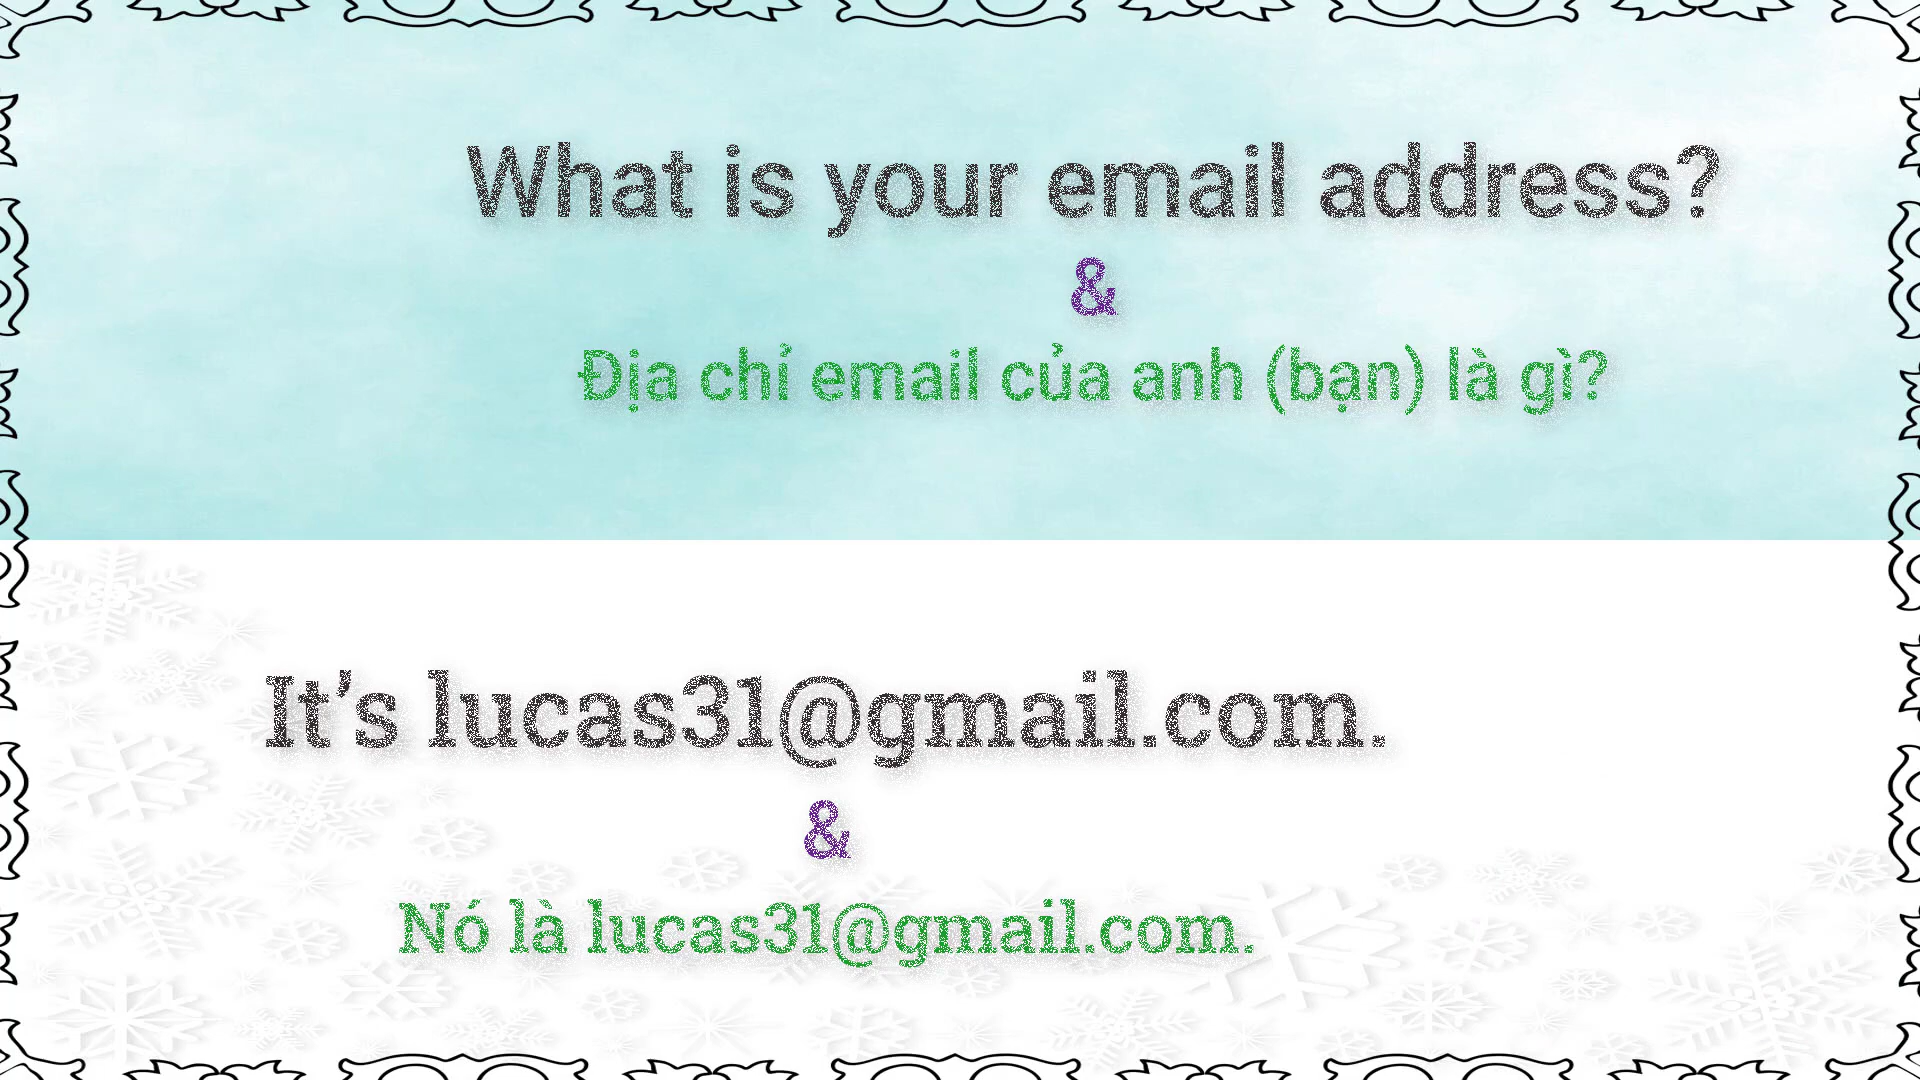 What is your email address?
&
Địa chỉ email của anh (bạn) là gì?
It’s lucas31@gmail.com.
&
Nó là lucas31@gmail.com.